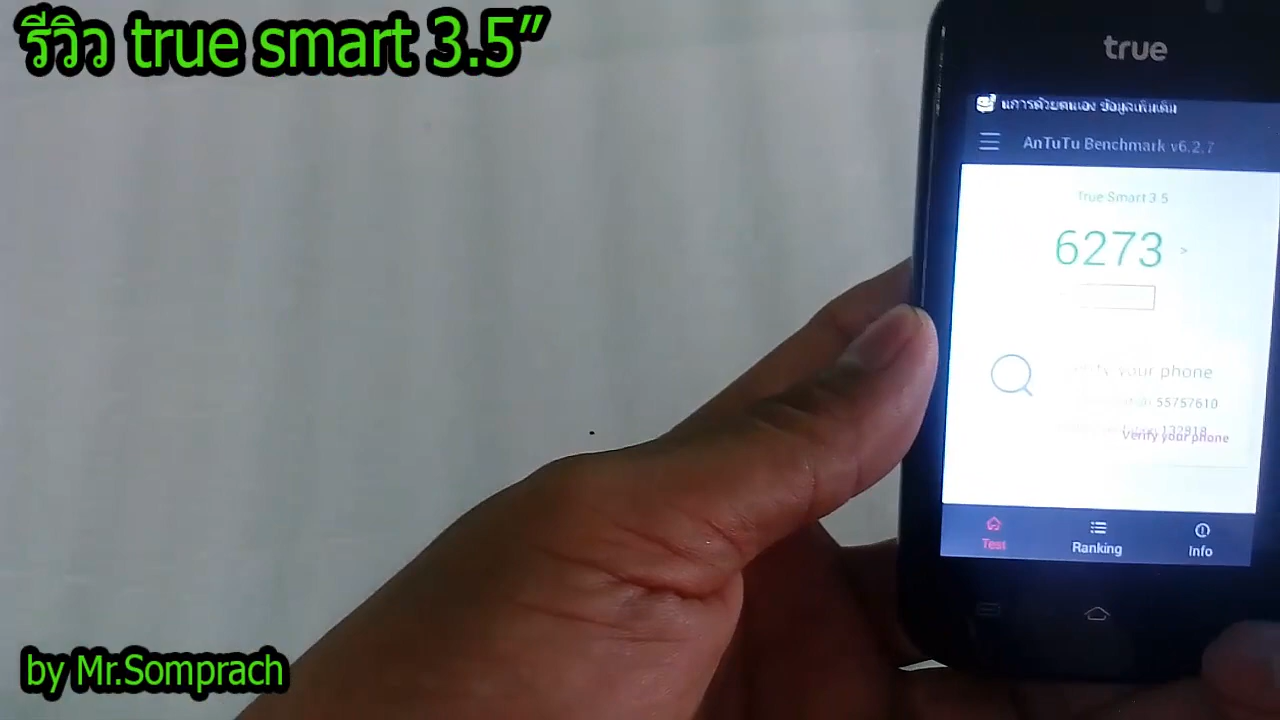 รีวิว true smart 3.5”
true
AnTuTu Benchmark v6.2.7
True Smart 3.5
6273 >
your phone
55757610
132918
Verify your phone
Test
Ranking
Info
by Mr.Somprach